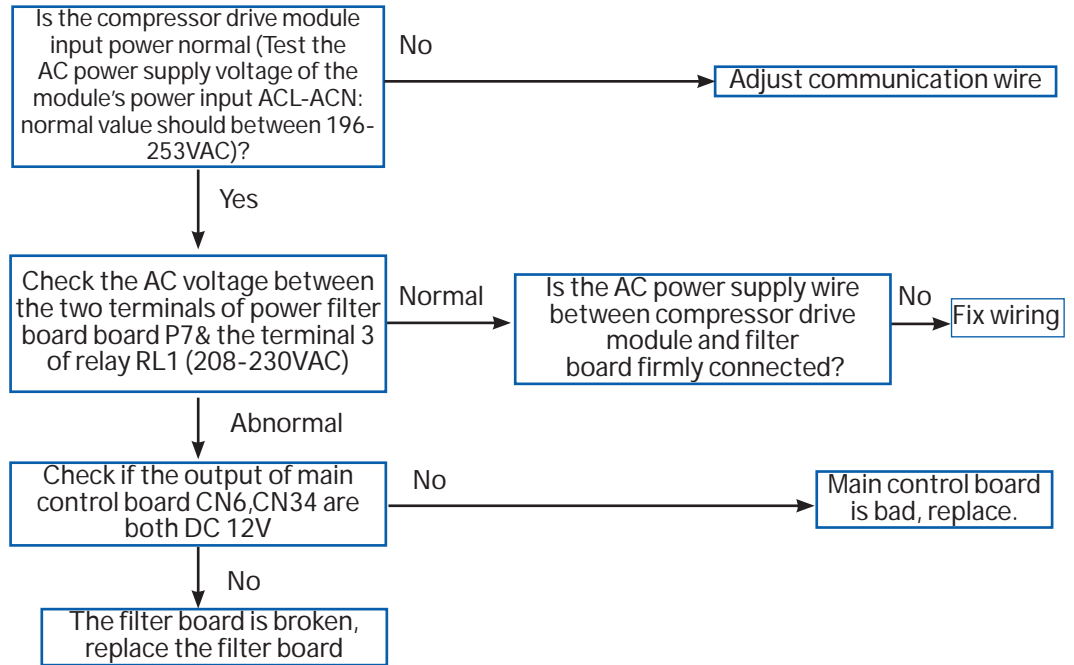 Is the compressor drive module
input power normal (Test the
AC power supply voltage of the
module's power input ACL-ACN:
normal value should between 196-
253VAC)?
No
Adjust communication wire
Yes
Check the AC voltage between
the two terminals of power filter
board board P7& the terminal 3
of relay RL1 (208-230VAC)
Normal
Is the AC power supply wire
between compressor drive
module and filter
board firmly connected?
No
Fix wiring
Abnormal
Check if the output of main
control board CN6,CN34 are
both DC 12V
No
Main control board
is bad, replace.
No
The filter board is broken,
replace the filter board